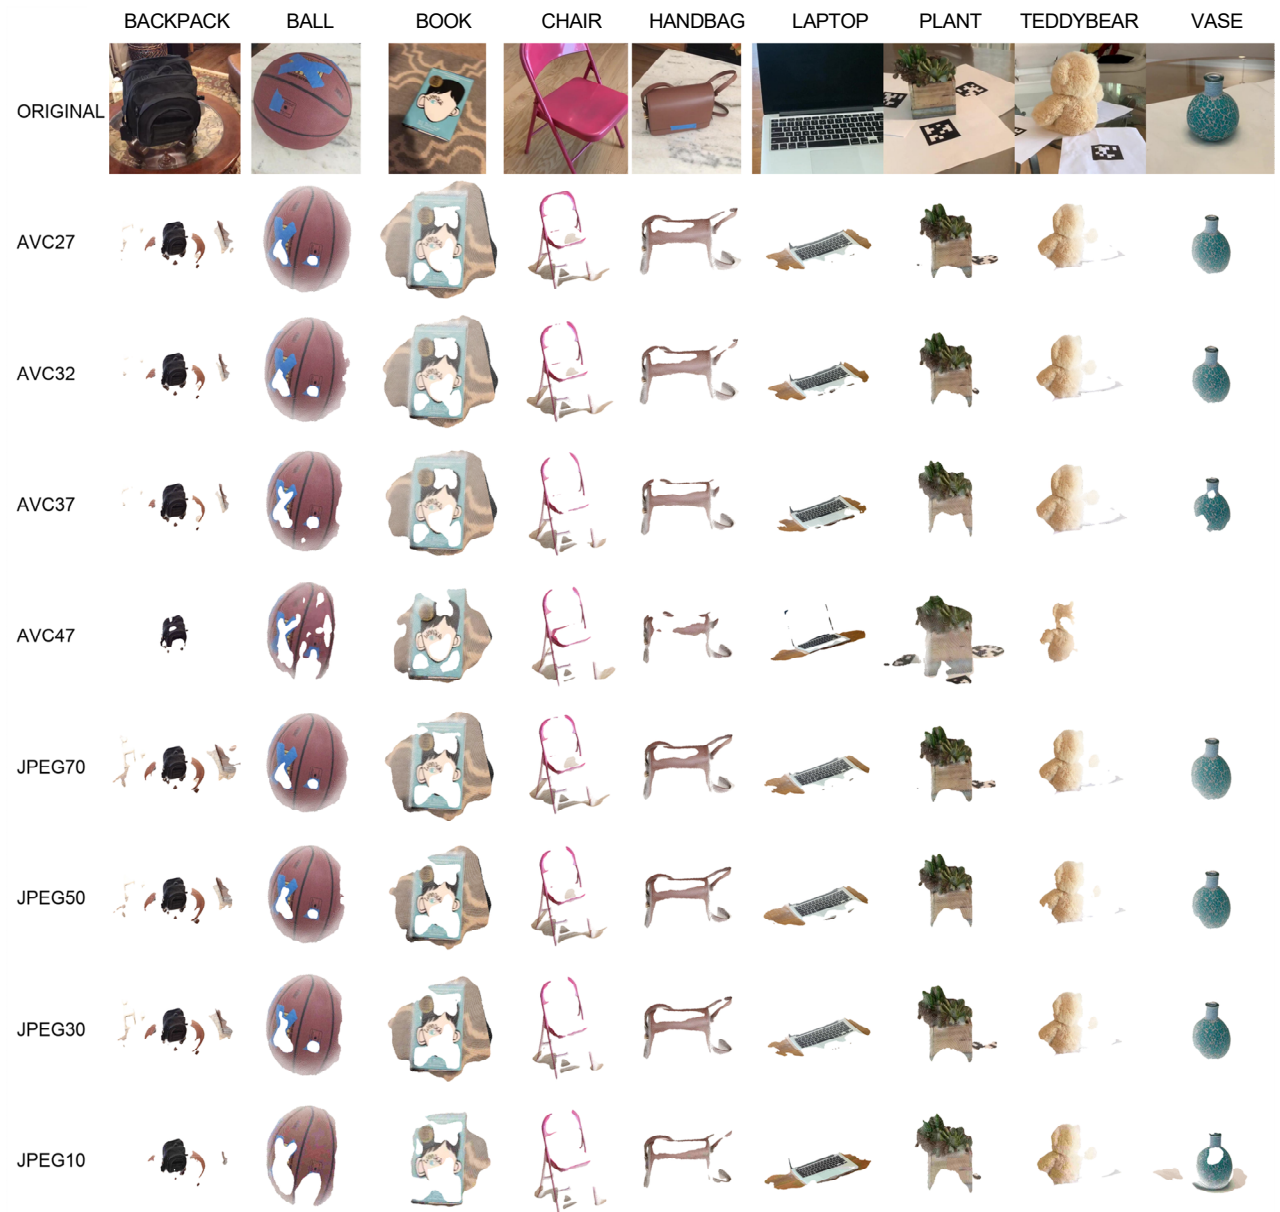 BACKPACK BALL BOOK CHAIR HANDBAG LAPTOP PLANT TEDDYBEAR VASE
ORIGINAL
AVC27
AVC32
AVC37
AVC47
JPEG70
JPEG50
JPEG30
JPEG10